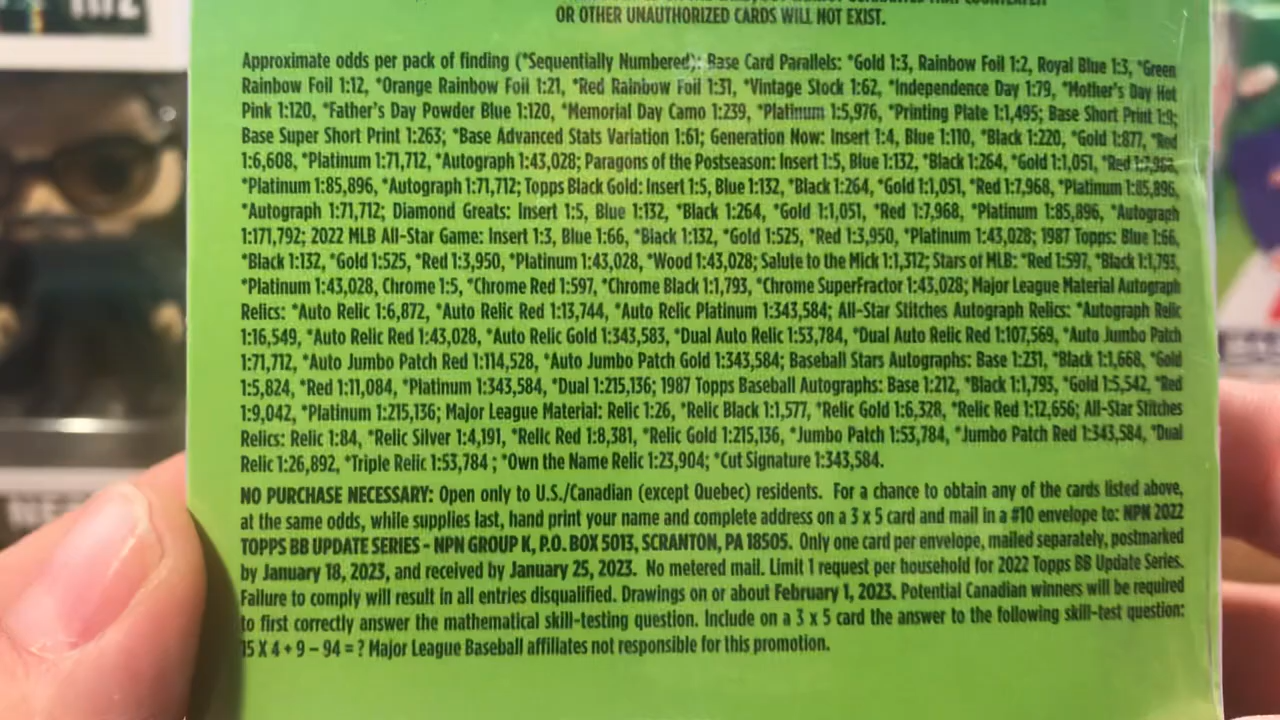 OR OTHER UNAUTHORIZED CARDS WILL NOT EXIST.
Approximate odds per pack of finding (*Sequentially Numbered): Base Card Parallels: *Gold 1:3, Rainbow Foil 1:2, Royal Blue 1:3, *Green
Rainbow Foil 1:12, *Orange Rainbow Foil 1:21, *Red Rainbow Foil 1:31, *Vintage Stock 1:62, *Independence Day 1:79, *Mother's Day Hot
Pink 1:120, *Father's Day Powder Blue 1:120, *Memorial Day Camo 1:239, *Platinum 1:5,976, *Printing Plate 1:1,495; Base Short Print 1:9;
Base Super Short Print 1:263; *Base Advanced Stats Variation 1:61; Generation Now: Insert 1:4, Blue 1:110, *Black 1:220, *Gold 1:877, *Red
1:6,608, *Platinum 1:71,712, *Autograph 1:43,028; Paragons of the Postseason: Insert 1:5, Blue 1:132, *Black 1:264, *Gold 1:1,051, *Red 1:7,968,
*Platinum 1:85,896, *Autograph 1:71,712; Topps Black Gold: Insert 1:5, Blue 1:132, *Black 1:264, *Gold 1:1,051, *Red 1:7,968, *Platinum 1:85,896,
*Autograph 1:71,712; Diamond Greats: Insert 1:5, Blue 1:132, *Black 1:264, *Gold 1:1,051, *Red 1:7,968, *Platinum 1:85,896, *Autograph
1:171,792; 2022 MLB All-Star Game: Insert 1:3, Blue 1:66, *Black 1:132, *Gold 1:525, *Red 1:3,950, *Platinum 1:43,028; 1987 Topps: Blue 1:66,
*Black 1:132, *Gold 1:525, *Red 1:3,950, *Platinum 1:43,028, *Wood 1:43,028; Salute to the Mick 1:1,312; Stars of MLB: *Red 1:597, *Black 1:1,793,
*Platinum 1:43,028, Chrome 1:5, *Chrome Red 1:597, *Chrome Black 1:1,793, *Chrome SuperFractor 1:43,028; Major League Material Autograph
Relics: *Auto Relic 1:6,872, *Auto Relic Red 1:13,744, *Auto Relic Platinum 1:343,584; All-Star Stitches Autograph Relics: *Autograph Relic
1:16,549, *Auto Relic Red 1:43,028, *Auto Relic Gold 1:343,583, *Dual Auto Relic 1:53,784, *Dual Auto Relic Red 1:107,569, *Auto Jumbo Patch
1:71,712, *Auto Jumbo Patch Red 1:114,528, *Auto Jumbo Patch Gold 1:343,584; Baseball Stars Autographs: Base 1:231, *Black 1:1,668, *Gold
1:5,824, *Red 1:11,084, *Platinum 1:343,584, *Dual 1:215,136; 1987 Topps Baseball Autographs: Base 1:212, *Black 1:1,793, *Gold 1:5,542, *Red
1:9,042, *Platinum 1:215,136; Major League Material: Relic 1:26, *Relic Black 1:1,577, *Relic Gold 1:6,328, *Relic Red 1:12,656; All-Star Stitches
Relics: Relic 1:84, *Relic Silver 1:4,191, *Relic Red 1:8,381, *Relic Gold 1:215,136, *Jumbo Patch 1:53,784, *Jumbo Patch Red 1:343,584, *Dual
Relic 1:26,892, *Triple Relic 1:53,784 ; *Own the Name Relic 1:23,904; *Cut Signature 1:343,584.
NO PURCHASE NECESSARY: Open only to U.S./Canadian (except Quebec) residents. For a chance to obtain any of the cards listed above,
at the same odds, while supplies last, hand print your name and complete address on a 3 x 5 card and mail in a #10 envelope to: NPN 2022
TOPPS BB UPDATE SERIES - NPN GROUP K, P.O. BOX 5013, SCRANTON, PA 18505. Only one card per envelope, mailed separately, postmarked
by January 18, 2023, and received by January 25, 2023. No metered mail. Limit 1 request per household for 2022 Topps BB Update Series.
Failure to comply will result in all entries disqualified. Drawings on or about February 1, 2023. Potential Canadian winners will be required
to first correctly answer the mathematical skill-testing question. Include on a 3 x 5 card the answer to the following skill-test question:
15 X 4 + 9 – 94 = ? Major League Baseball affiliates not responsible for this promotion.